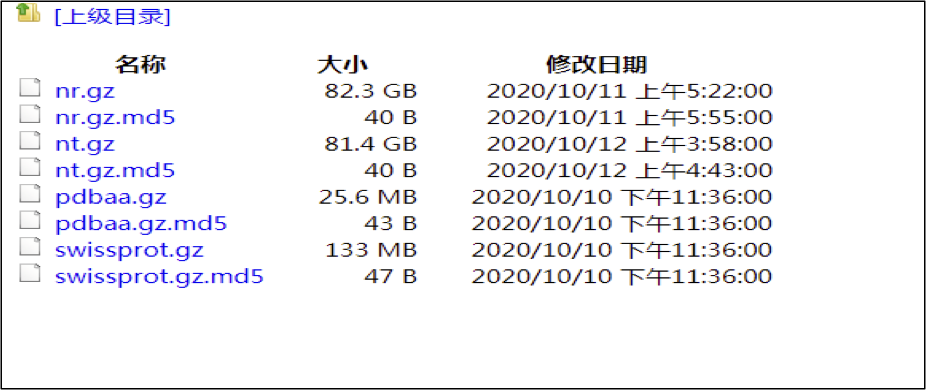 [上级目录]
名称 大小 修改日期
nr.gz 82.3 GB 2020/10/11 上午5:22:00
nr.gz.md5 40 B 2020/10/11 上午5:55:00
nt.gz 81.4 GB 2020/10/12 上午3:58:00
nt.gz.md5 40 B 2020/10/12 上午4:43:00
pdbaa.gz 25.6 MB 2020/10/10 下午11:36:00
pdbaa.gz.md5 43 B 2020/10/10 下午11:36:00
swissprot.gz 133 MB 2020/10/10 下午11:36:00
swissprot.gz.md5 47 B 2020/10/10 下午11:36:00